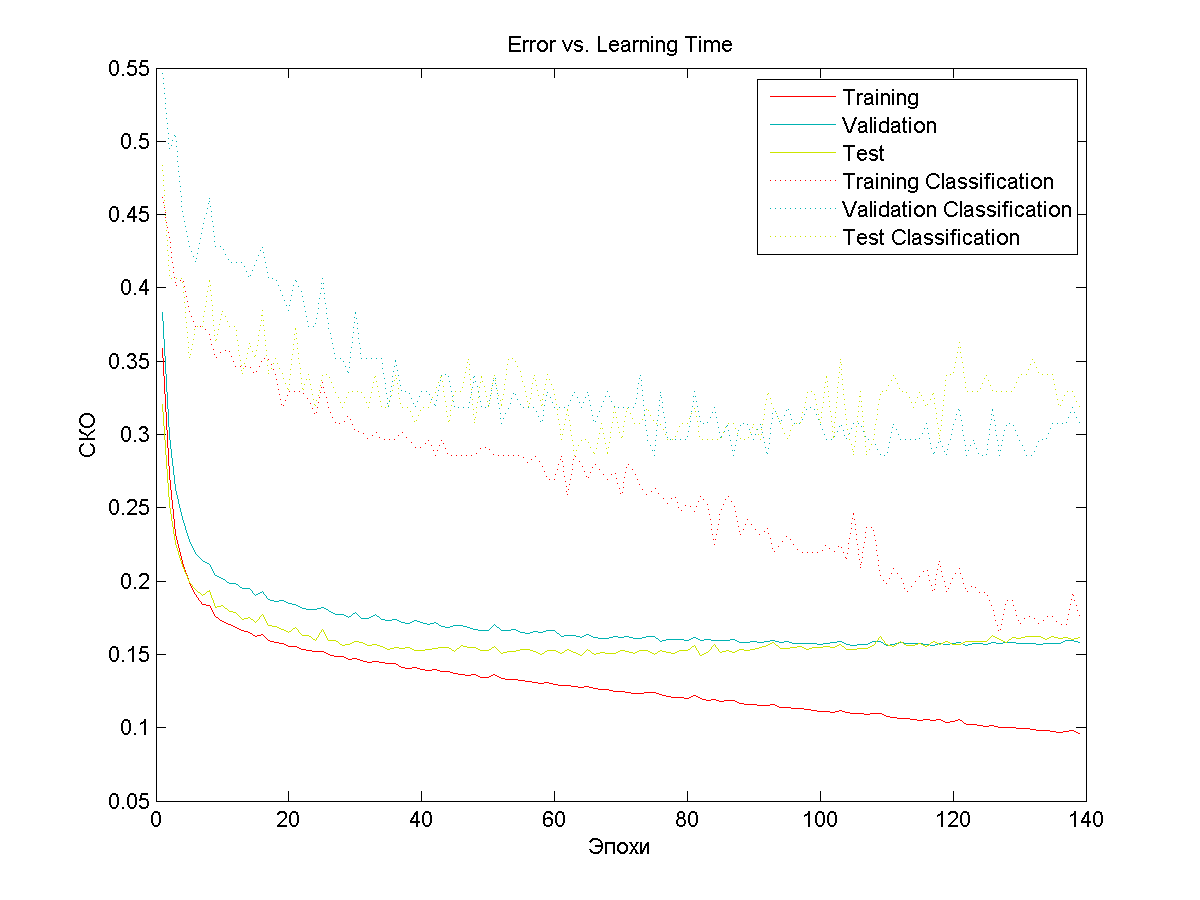 Error vs. Learning Time
0.55
0.5
0.45
0.4
0.35
0.3
0.25
0.2
0.15
0.1
0.05
СКО
Training
Validation
Test
Training Classification
Validation Classification
Test Classification
0 20 40 60 80 100 120 140
Эпохи